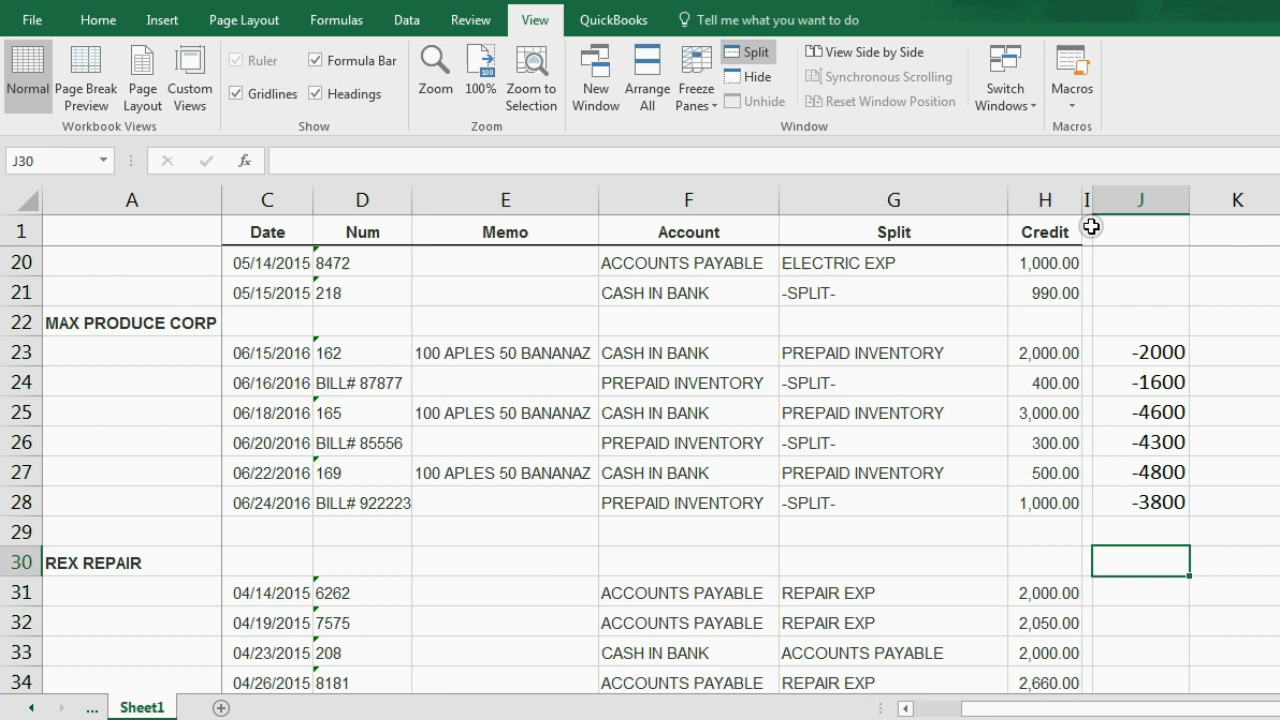 File Home Insert Page Layout Formulas Data Review View QuickBooks Tell me what you want to do
Normal Page Break Preview Page Layout Custom Views
Workbook Views
Ruler Formula Bar
Gridlines Headings
Show
Zoom 100 100% Zoom to Selection
Zoom
New Window Arrange All Freeze Panes
Split
Hide
Unhide
View Side by Side
Synchronous Scrolling
Reset Window Position
Window
Switch Windows
Macros
Macros
J30 fx
A C D E F G H I J K
1 Date Num Memo Account Split Credit
20 05/14/2015 8472 ACCOUNTS PAYABLE ELECTRIC EXP 1,000.00
21 05/15/2015 218 CASH IN BANK -SPLIT- 990.00
22 MAX PRODUCE CORP
23 06/15/2016 162 100 APLES 50 BANANAZ CASH IN BANK PREPAID INVENTORY 2,000.00 -2000
24 06/16/2016 BILL# 87877 PREPAID INVENTORY -SPLIT- 400.00 -1600
25 06/18/2016 165 100 APLES 50 BANANAZ CASH IN BANK PREPAID INVENTORY 3,000.00 -4600
26 06/20/2016 BILL# 85556 PREPAID INVENTORY -SPLIT- 300.00 -4300
27 06/22/2016 169 100 APLES 50 BANANAZ CASH IN BANK PREPAID INVENTORY 500.00 -4800
28 06/24/2016 BILL# 922223 PREPAID INVENTORY -SPLIT- 1,000.00 -3800
29
30 REX REPAIR
31 04/14/2015 6262 ACCOUNTS PAYABLE REPAIR EXP 2,000.00
32 04/19/2015 7575 ACCOUNTS PAYABLE REPAIR EXP 2,050.00
33 04/23/2015 208 CASH IN BANK ACCOUNTS PAYABLE 2,000.00
34 04/26/2015 8181 ACCOUNTS PAYABLE REPAIR EXP 2,660.00
... Sheet1